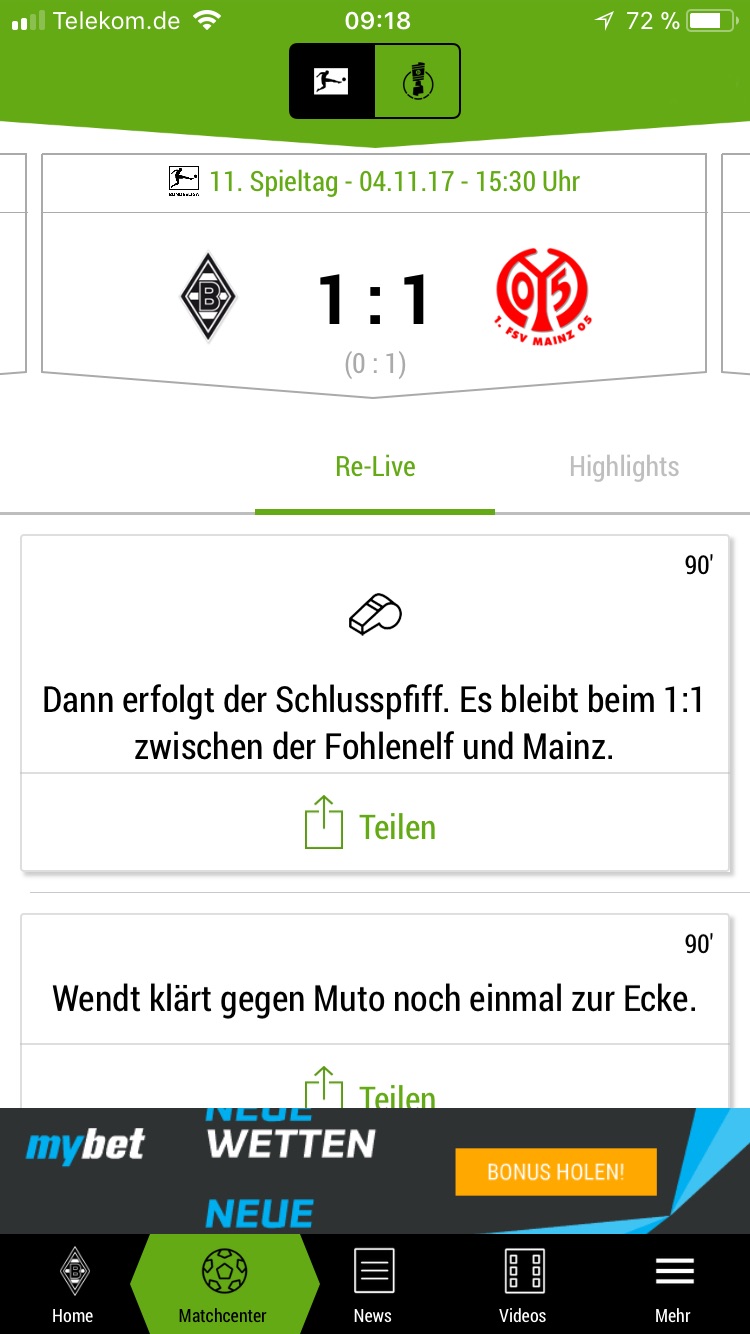 Telekom.de 09:18 72 %
11. Spieltag - 04.11.17 - 15:30 Uhr
B 1 : 1 05
1. FSV MAINZ 05
(0 : 1)
Re-Live Highlights
90'
Dann erfolgt der Schlusspfiff. Es bleibt beim 1:1
zwischen der Fohlenelf und Mainz.
Teilen
90'
Wendt klärt gegen Muto noch einmal zur Ecke.
Teilen
NEUE
mybet WETTEN
BONUS HOLEN!
NEUE
Home Matchcenter News Videos Mehr